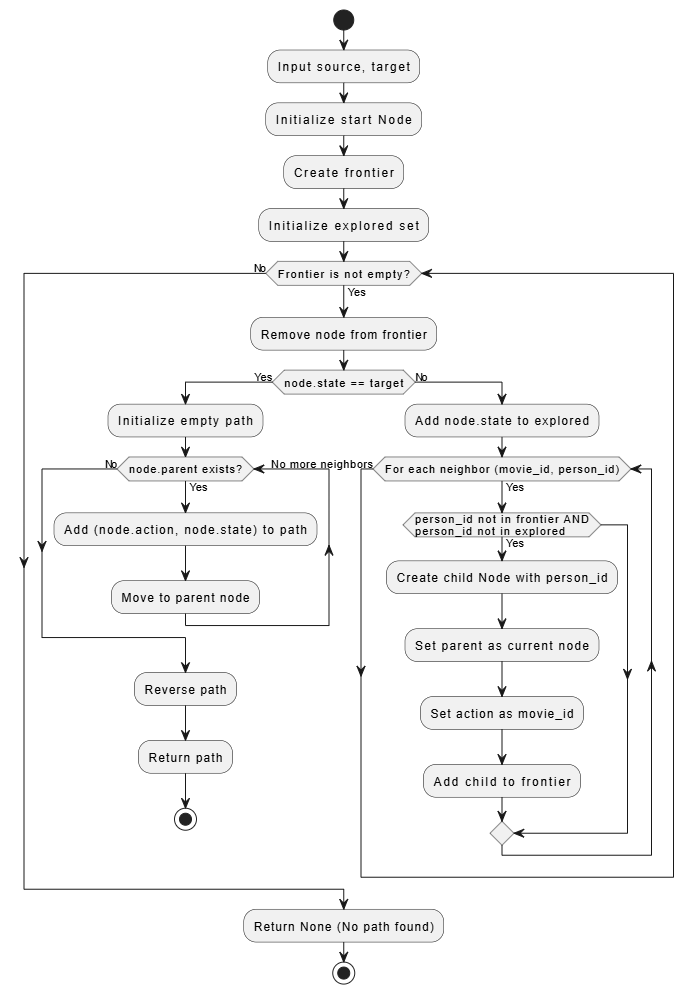 Input source, target
Initialize start Node
Create frontier
Initialize explored set
No
Frontier is not empty?
Yes
Remove node from frontier
Yes
node.state == target
No
Initialize empty path
Add node.state to explored
No
node.parent exists?
No more neighbors
For each neighbor (movie_id, person_id)
Yes
Yes
Add (node.action, node.state) to path
person_id not in frontier AND
person_id not in explored
Yes
Move to parent node
Create child Node with person_id
Set parent as current node
Reverse path
Set action as movie_id
Return path
Add child to frontier
Return None (No path found)